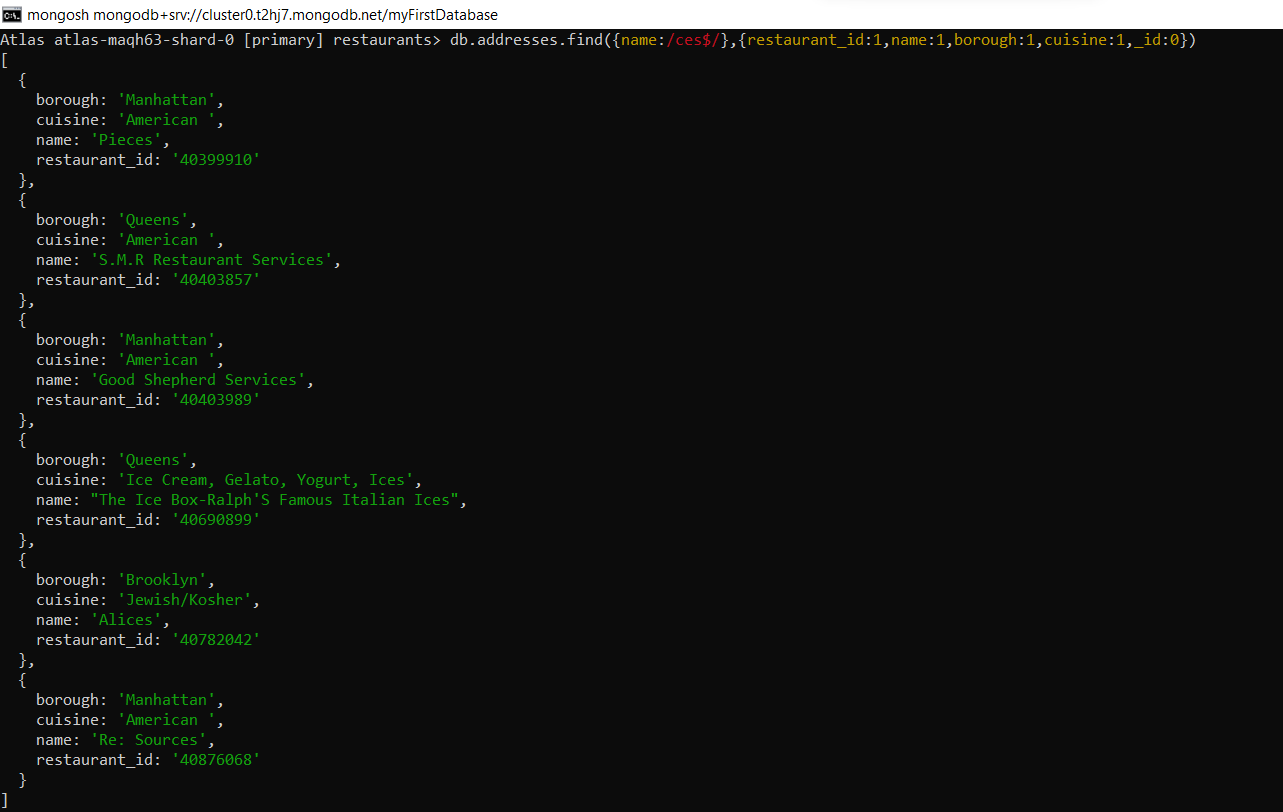 mongosh mongodb+srv://cluster0.t2hj7.mongodb.net/myFirstDatabase
Atlas atlas-maqh63-shard-0 [primary] restaurants> db.addresses.find({name:/ces$/},{restaurant_id:1,name:1,borough:1,cuisine:1,_id:0})
[
  {
    borough: 'Manhattan',
    cuisine: 'American ',
    name: 'Pieces',
    restaurant_id: '40399910'
  },
  {
    borough: 'Queens',
    cuisine: 'American ',
    name: 'S.M.R Restaurant Services',
    restaurant_id: '40403857'
  },
  {
    borough: 'Manhattan',
    cuisine: 'American ',
    name: 'Good Shepherd Services',
    restaurant_id: '40403989'
  },
  {
    borough: 'Queens',
    cuisine: 'Ice Cream, Gelato, Yogurt, Ices',
    name: "The Ice Box-Ralph'S Famous Italian Ices",
    restaurant_id: '40690899'
  },
  {
    borough: 'Brooklyn',
    cuisine: 'Jewish/Kosher',
    name: 'Alices',
    restaurant_id: '40782042'
  },
  {
    borough: 'Manhattan',
    cuisine: 'American ',
    name: 'Re: Sources',
    restaurant_id: '40876068'
  }
]